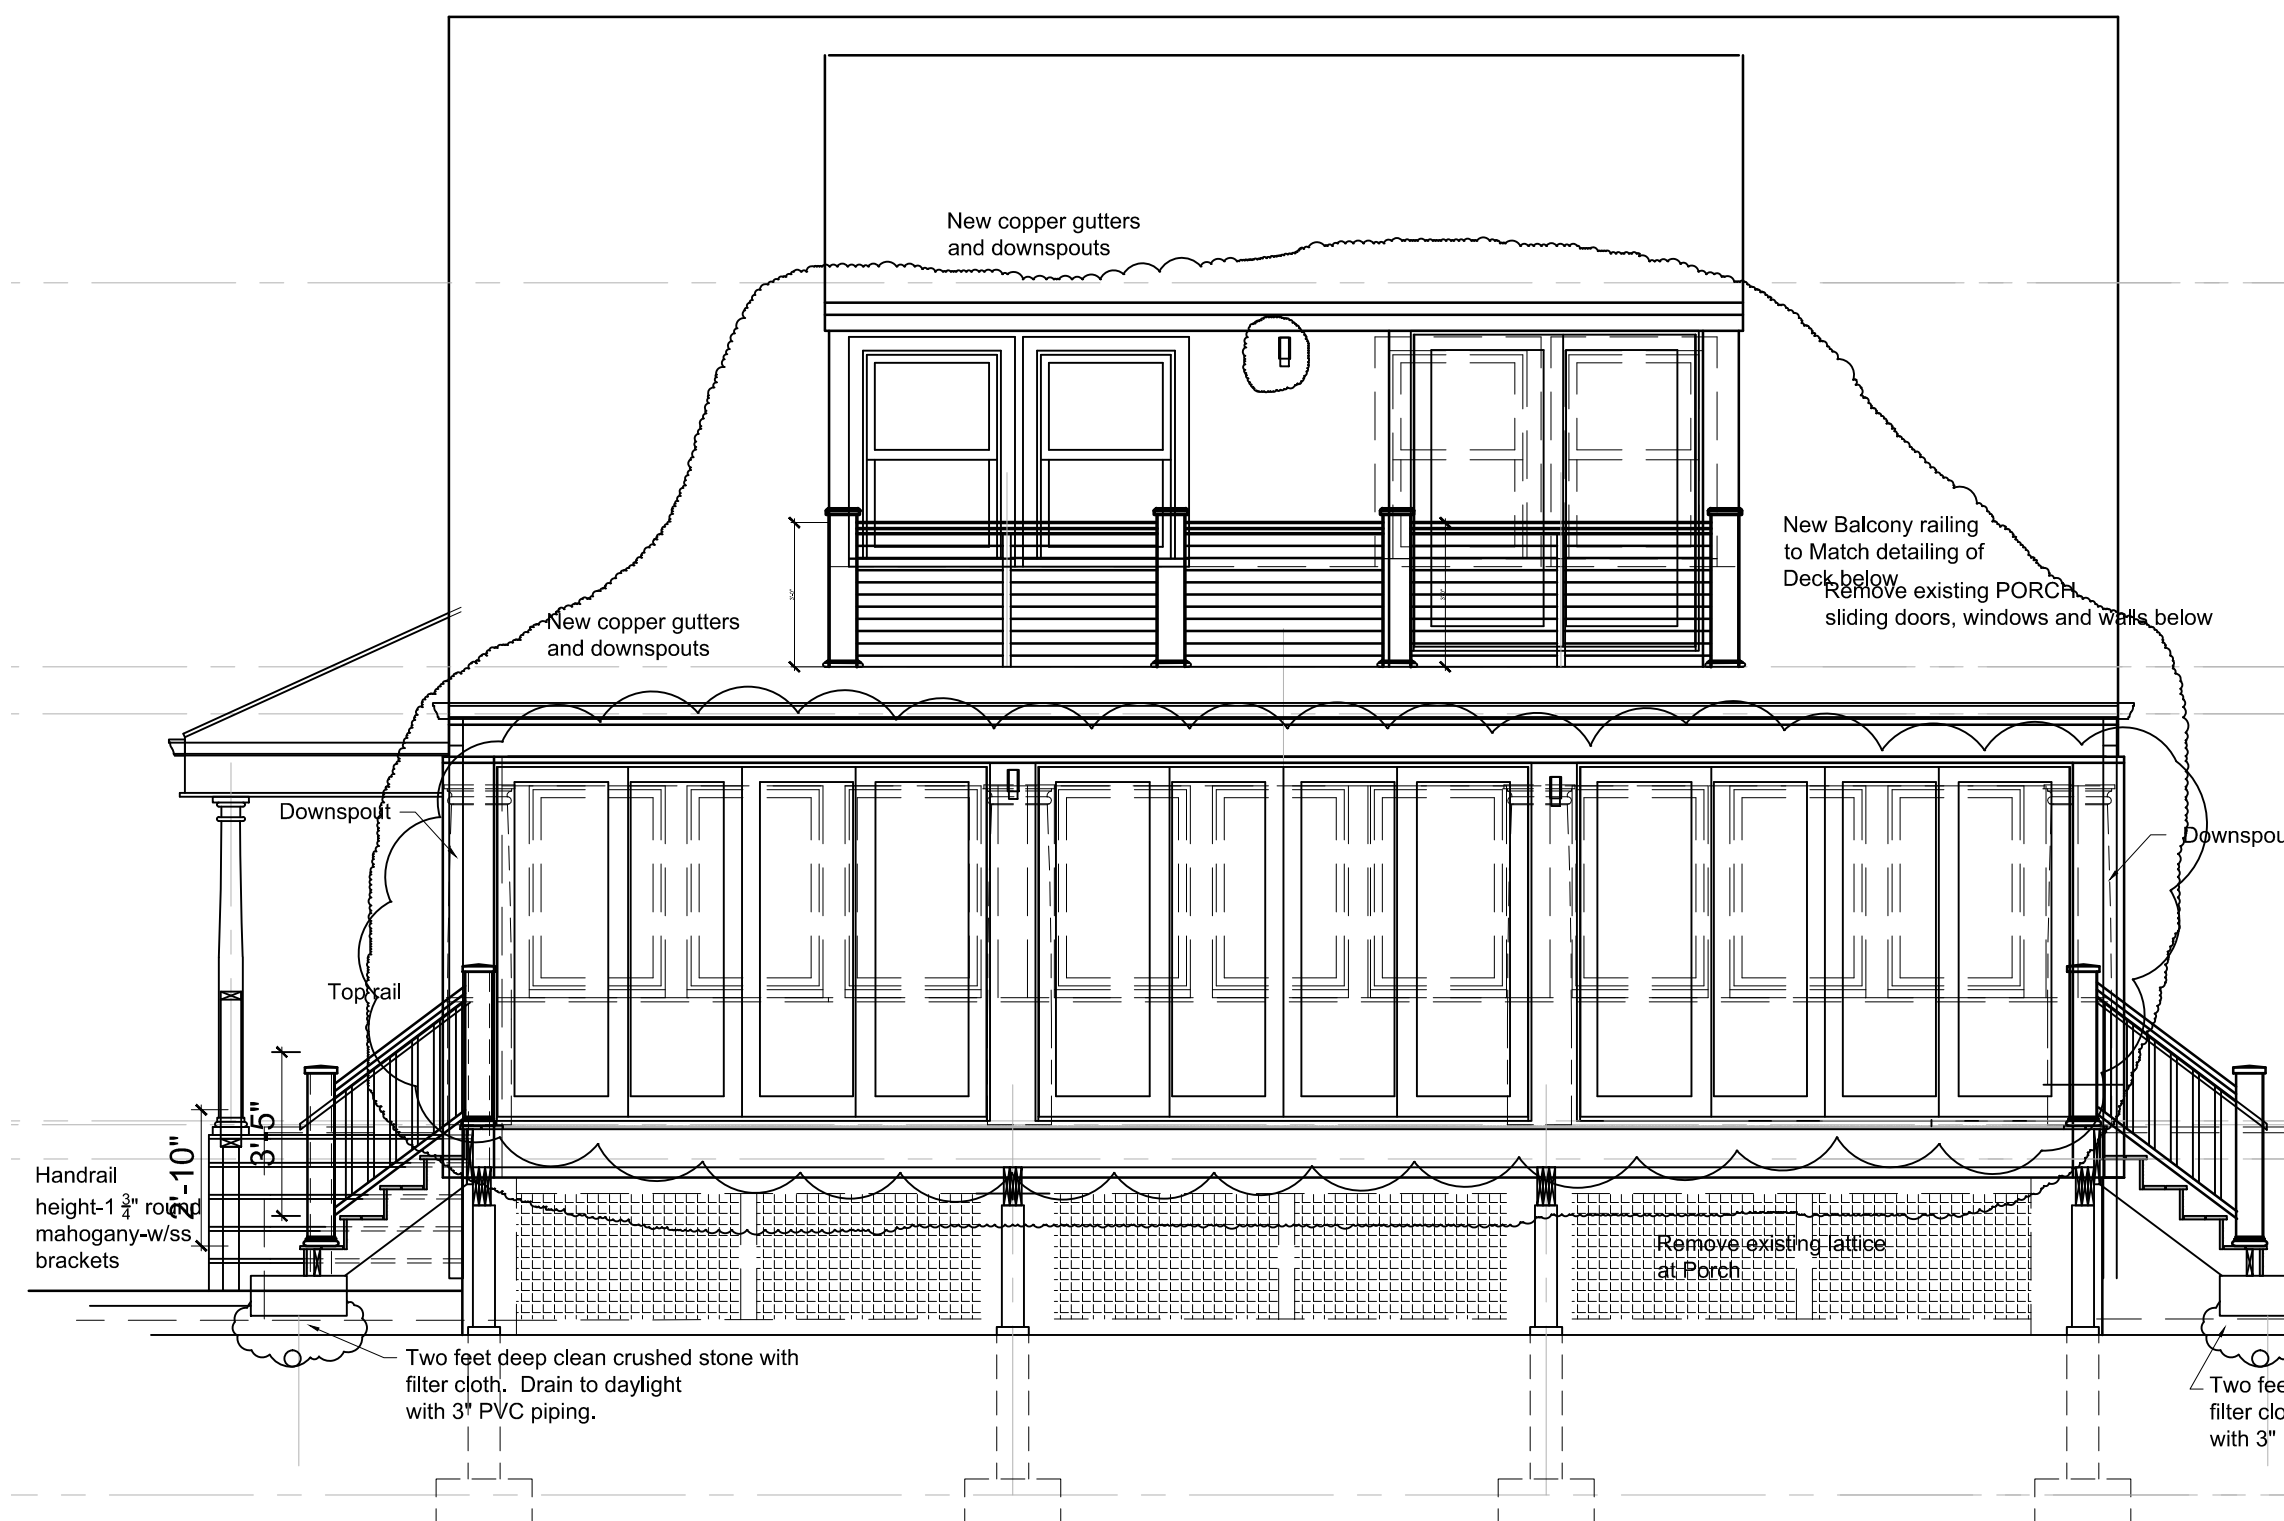 New copper gutters
and downspouts
New Balcony railing
to Match detailing of
Deck below
Remove existing PORCH
sliding doors, windows and walls below
New copper gutters
and downspouts
Downspout
Downspou
Top rail
3'-5"
2'-10"
Handrail
height-1 3/4" round
mahogany-w/ss
brackets
Remove existing lattice
at Porch
Two feet deep clean crushed stone with
filter cloth. Drain to daylight
with 3" PVC piping.
Two fee
filter clo
with 3"